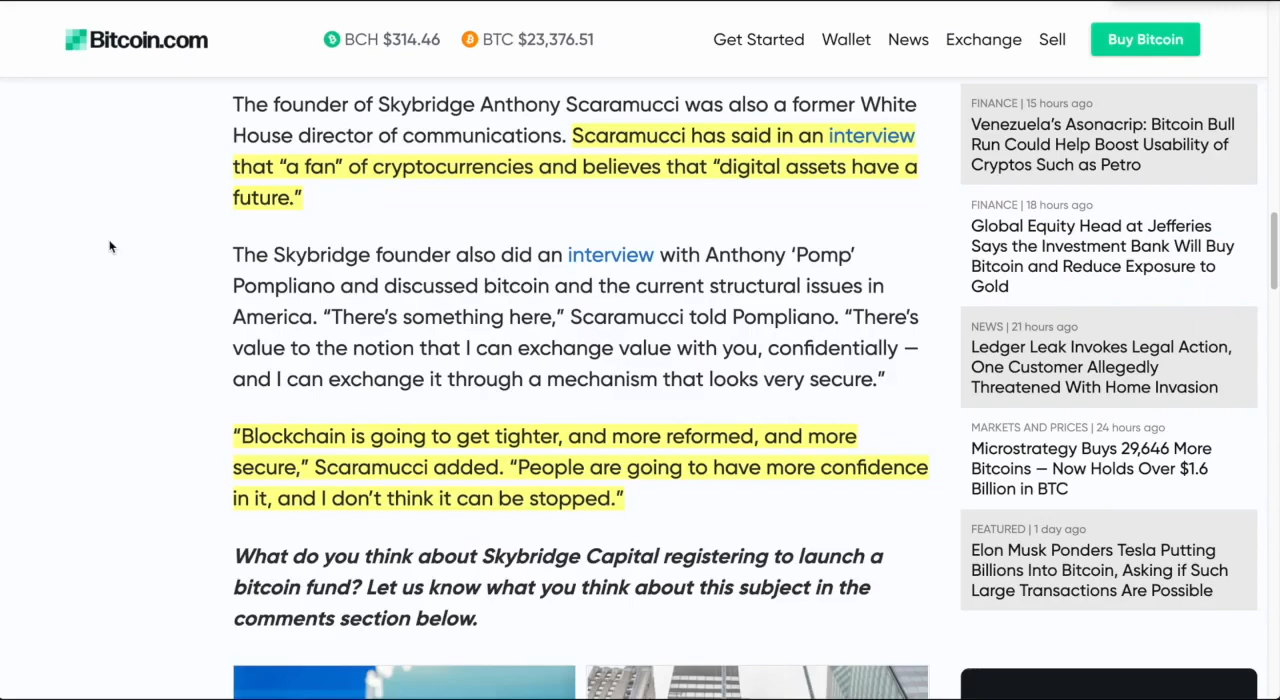 Bitcoin.com
BCH $314.46
BTC $23,376.51
Get Started
Wallet
News
Exchange
Sell
Buy Bitcoin
The founder of Skybridge Anthony Scaramucci was also a former White
House director of communications. Scaramucci has said in an interview
that “a fan” of cryptocurrencies and believes that “digital assets have a
future.”
The Skybridge founder also did an interview with Anthony ‘Pomp’
Pompliano and discussed bitcoin and the current structural issues in
America. “There’s something here,” Scaramucci told Pompliano. “There’s
value to the notion that I can exchange value with you, confidentially —
and I can exchange it through a mechanism that looks very secure.”
“Blockchain is going to get tighter, and more reformed, and more
secure,” Scaramucci added. “People are going to have more confidence
in it, and I don’t think it can be stopped.”
What do you think about Skybridge Capital registering to launch a
bitcoin fund? Let us know what you think about this subject in the
comments section below.
FINANCE | 15 hours ago
Venezuela’s Asonacrip: Bitcoin Bull
Run Could Help Boost Usability of
Cryptos Such as Petro
FINANCE | 18 hours ago
Global Equity Head at Jefferies
Says the Investment Bank Will Buy
Bitcoin and Reduce Exposure to
Gold
NEWS | 21 hours ago
Ledger Leak Invokes Legal Action,
One Customer Allegedly
Threatened With Home Invasion
MARKETS AND PRICES | 24 hours ago
Microstrategy Buys 29,646 More
Bitcoins — Now Holds Over $1.6
Billion in BTC
FEATURED | 1 day ago
Elon Musk Ponders Tesla Putting
Billions Into Bitcoin, Asking if Such
Large Transactions Are Possible